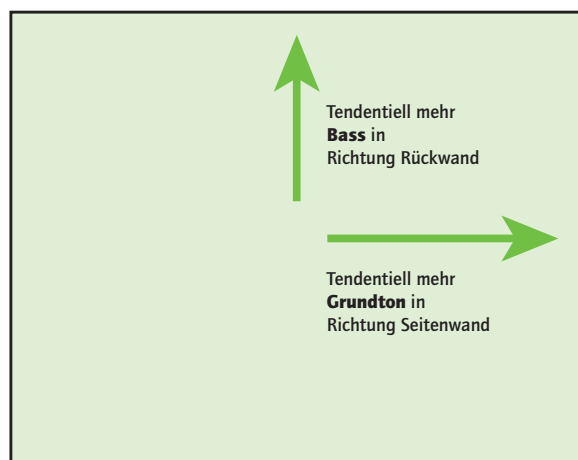 Tendentiell mehr
Bass in
Richtung Rückwand
Tendentiell mehr
Grundton in
Richtung Seitenwand